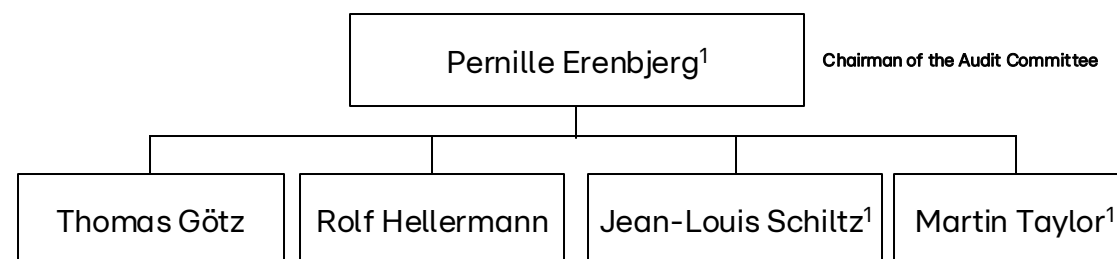 Pernille Erenbjerg¹
Chairman of the Audit Committee
Thomas Götz
Rolf Hellermann
Jean-Louis Schiltz¹
Martin Taylor¹